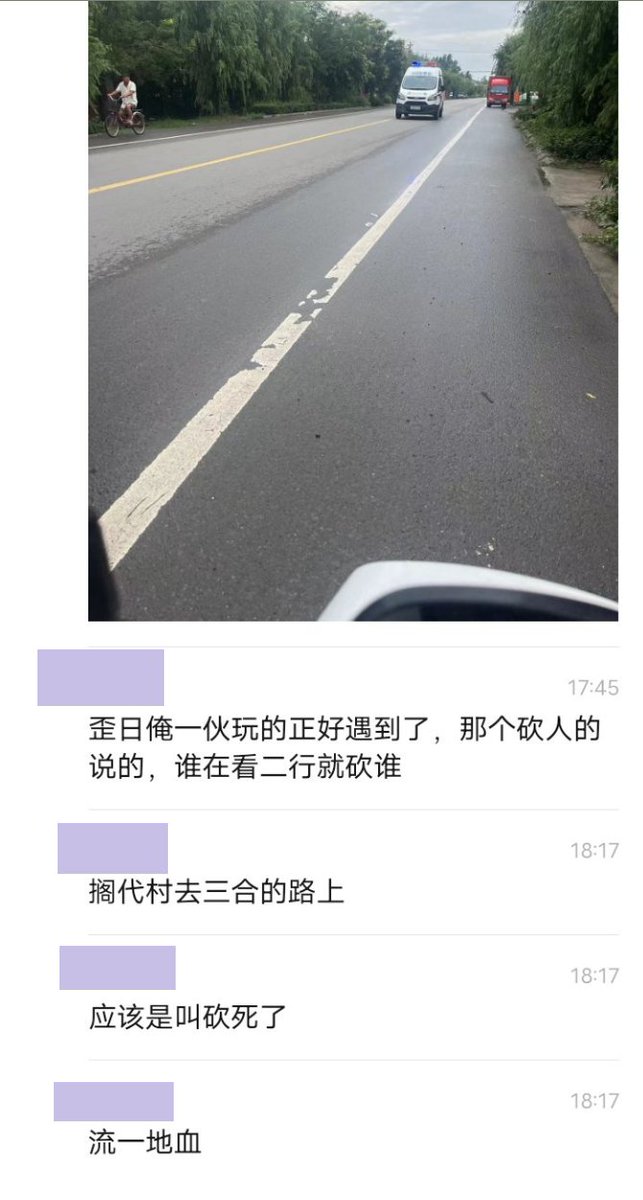 17:45
歪日俺一伙玩的正好遇到了，那个砍人的
说的，谁在看二行就砍谁
18:17
搁代村去三合的路上
18:17
应该是叫砍死了
18:17
流一地血